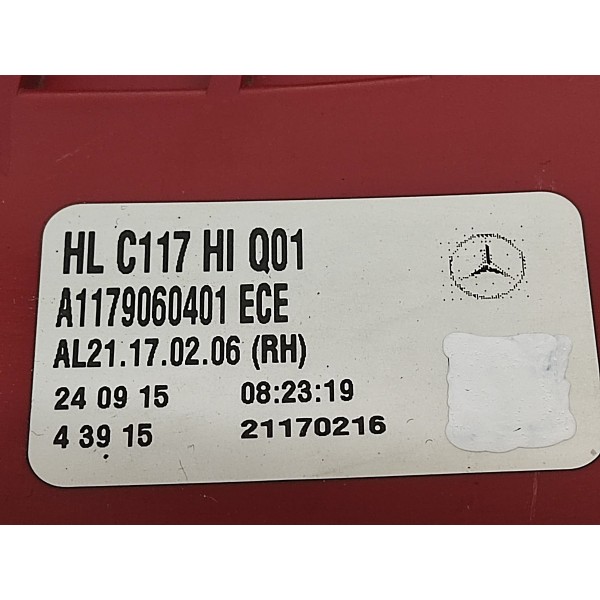 HL C117 HI Q01
A1179060401 ECE
AL21.17.02.06 (RH)
24 09 15 08:23:19
4 39 15 21170216